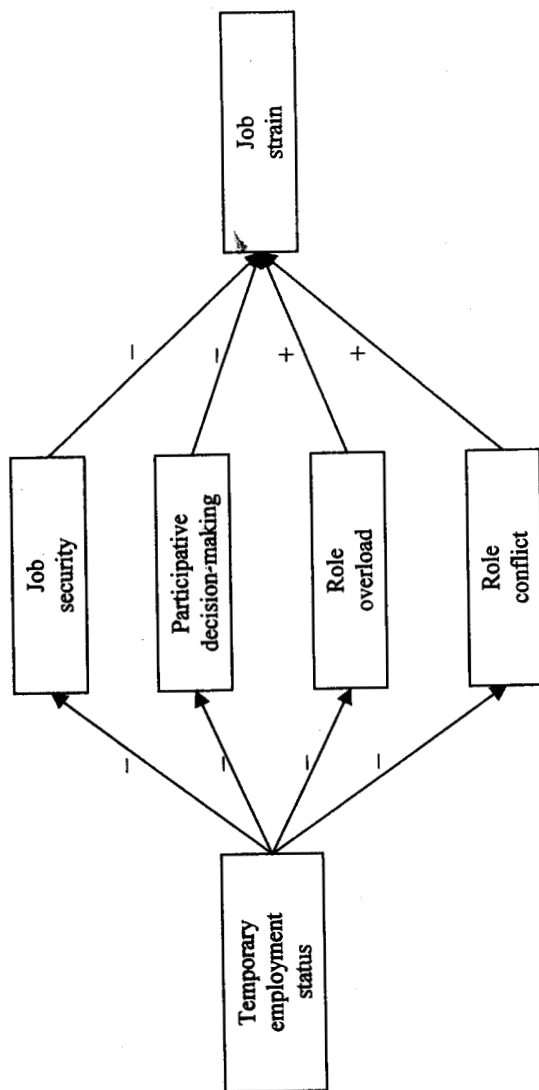 Temporary
employment
status
–
–
–
–
Job
security
Participative
decision-making
Role
overload
Role
conflict
–
–
+
+
Job
strain